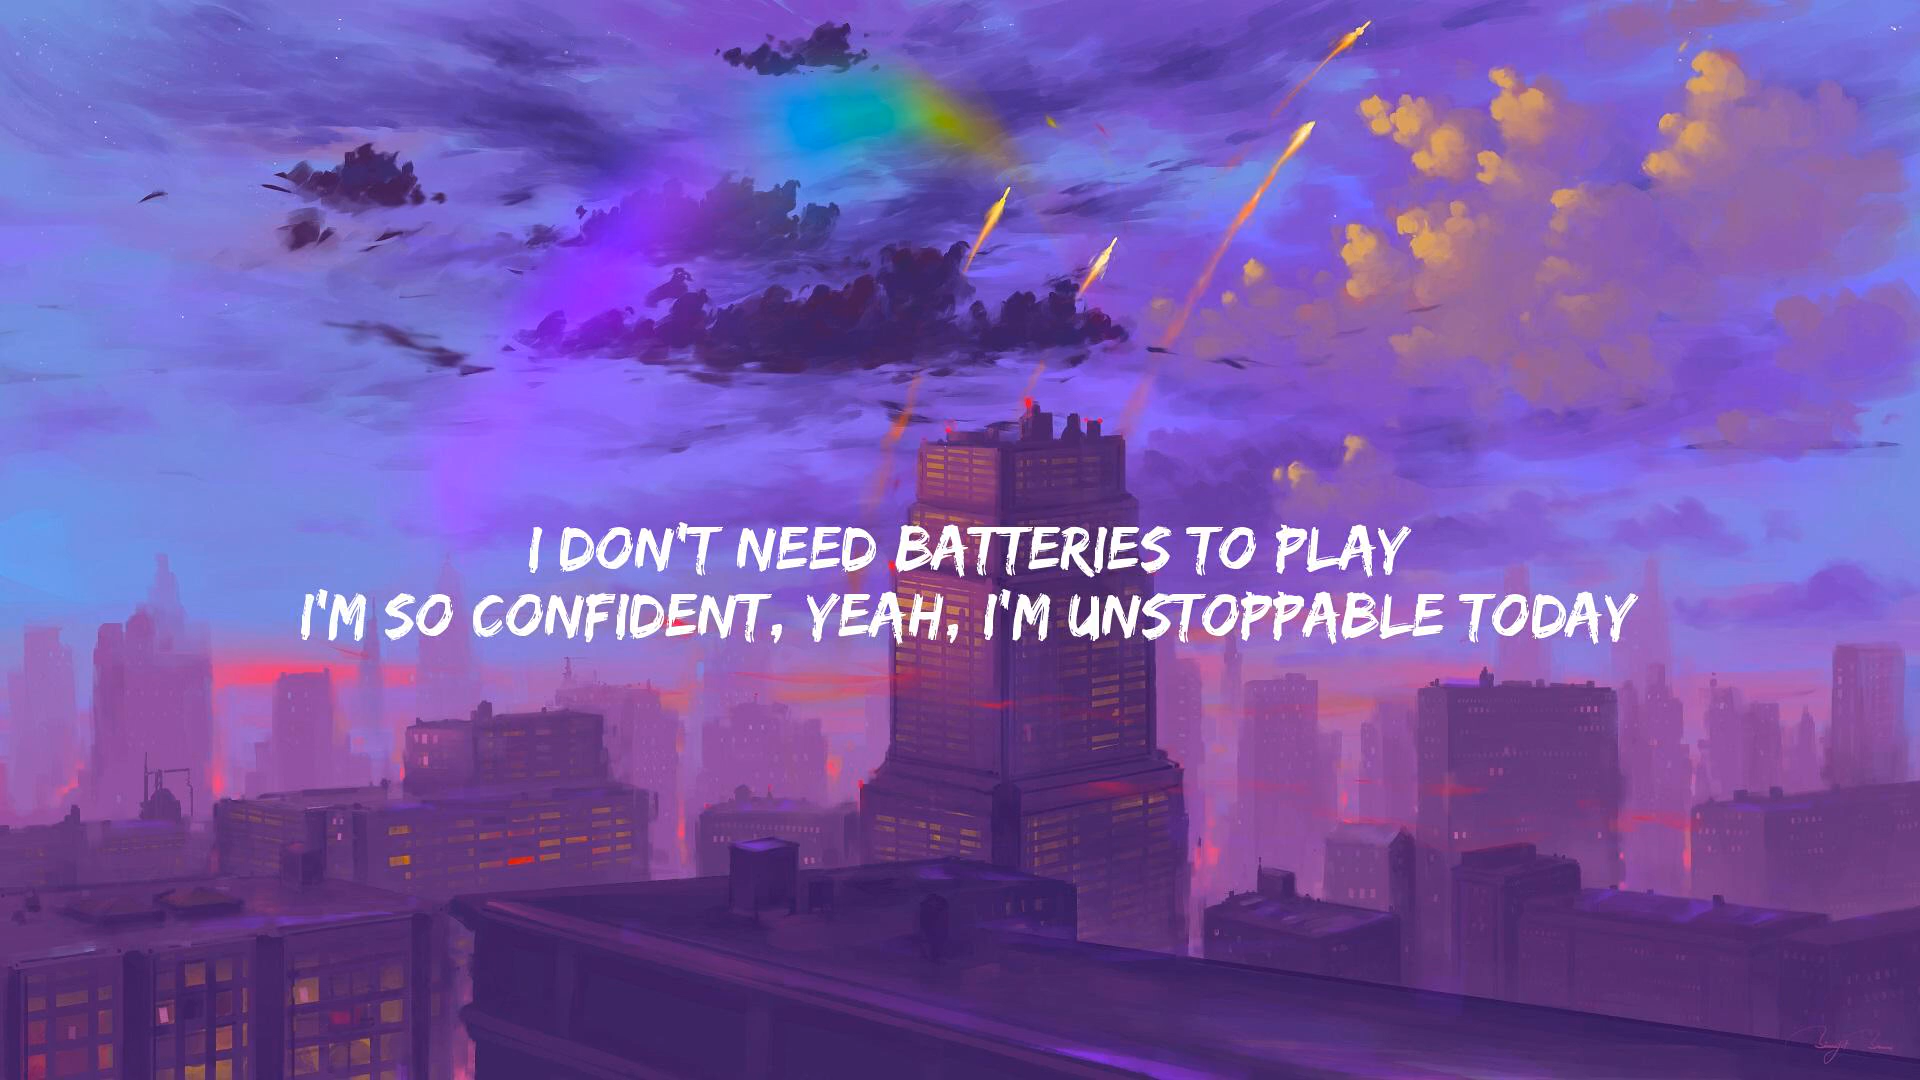 I DON'T NEED BATTERIES TO PLAY
I'M SO CONFIDENT, YEAH, I'M UNSTOPPABLE TODAY